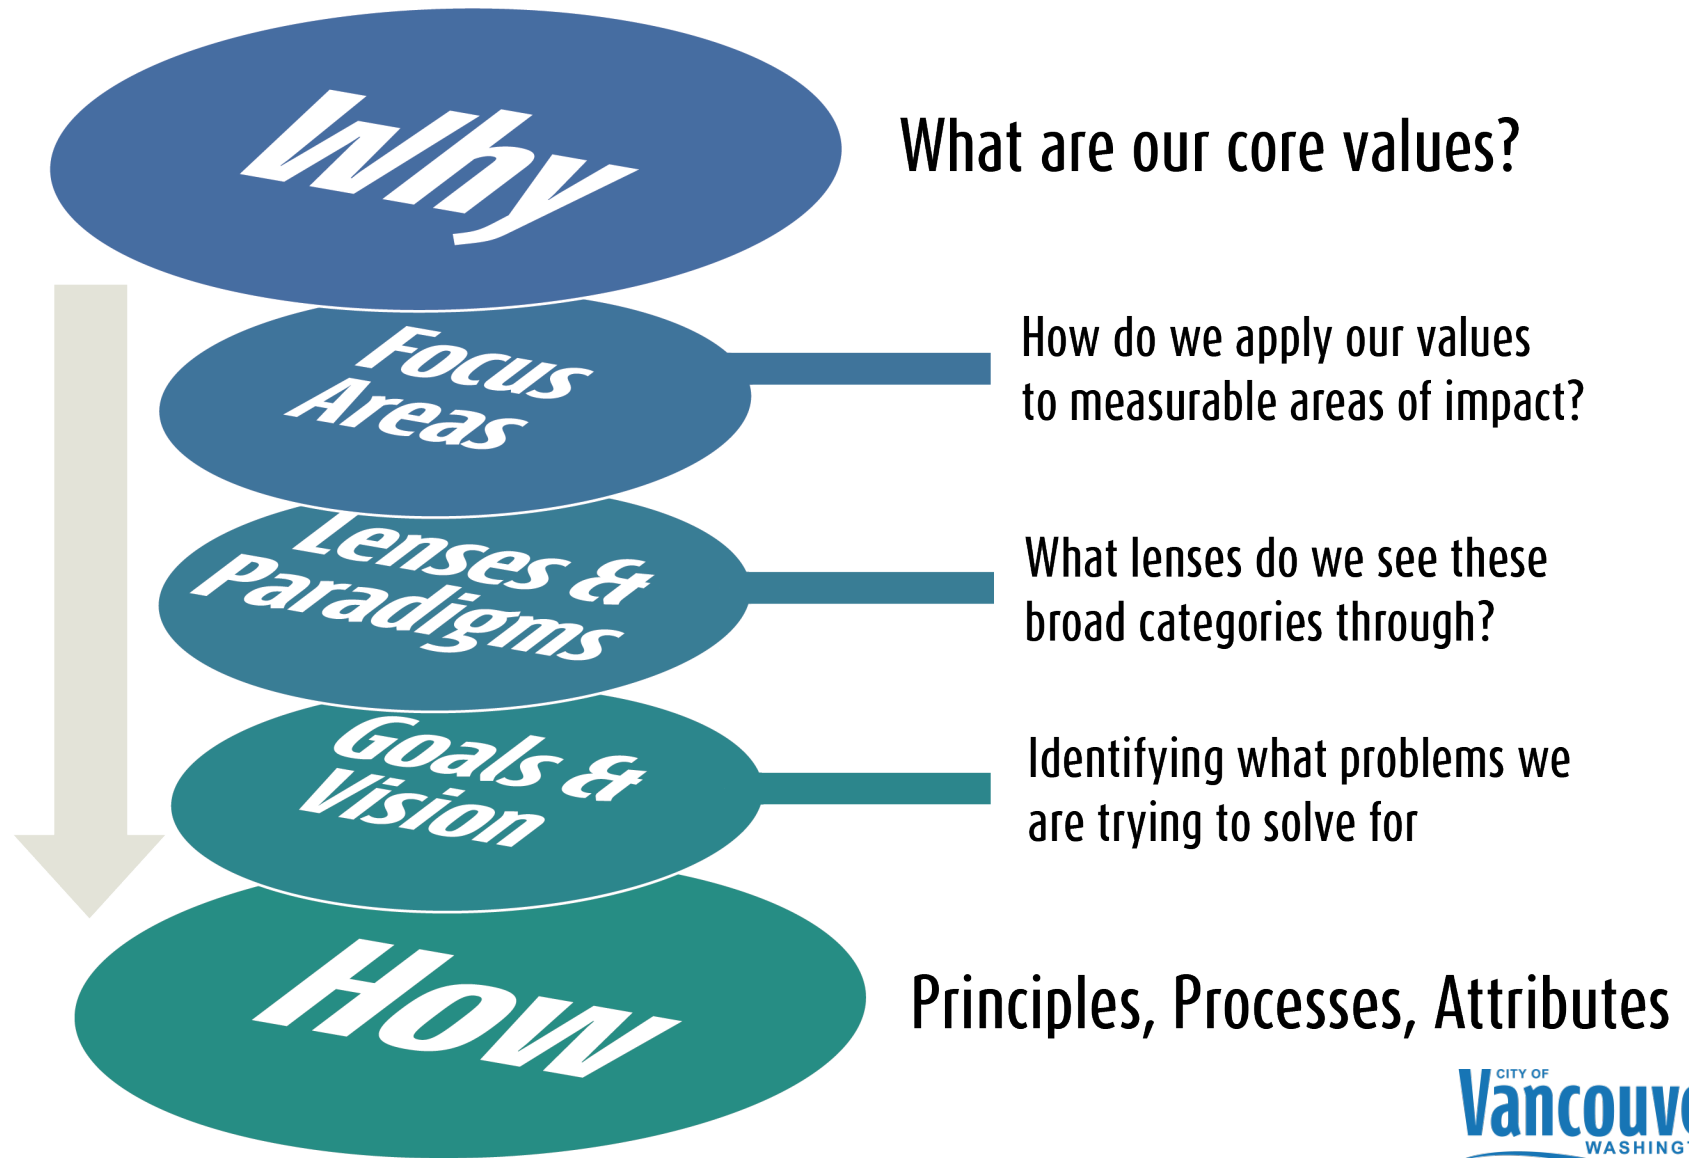 Why
What are our core values?
Focus
Areas
How do we apply our values
to measurable areas of impact?
Lenses &
Paradigms
What lenses do we see these
broad categories through?
Goals &
Vision
Identifying what problems we
are trying to solve for
How
Principles, Processes, Attributes
CITY OF